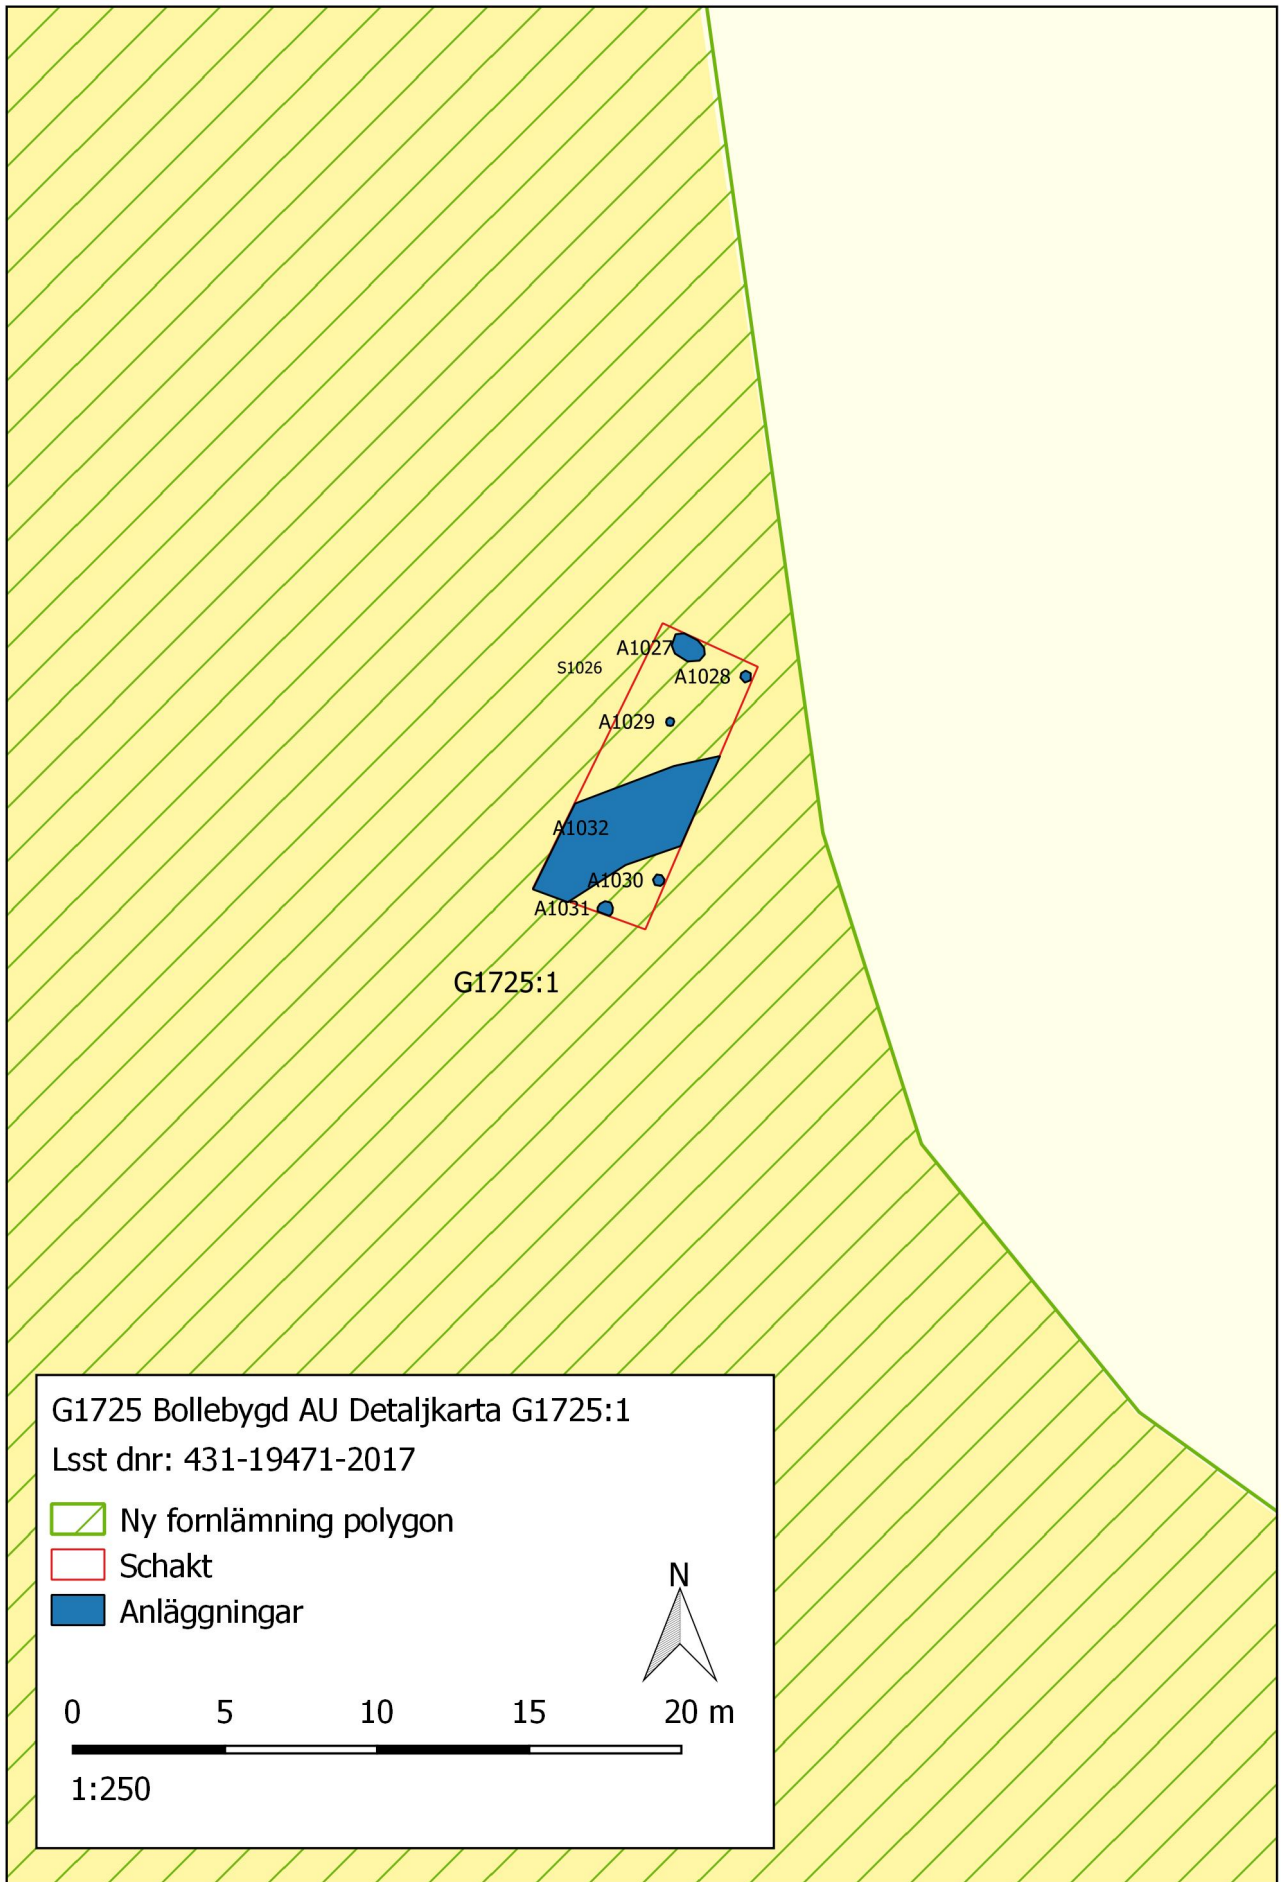 A1027
S1026
A1028
A1029
A1032
A1030
A1031
G1725:1
G1725 Bollebygd AU Detaljkarta G1725:1
Lsst dnr: 431-19471-2017
Ny fornlämning polygon
Schakt
Anläggningar
N
0 5 10 15 20 m
1:250